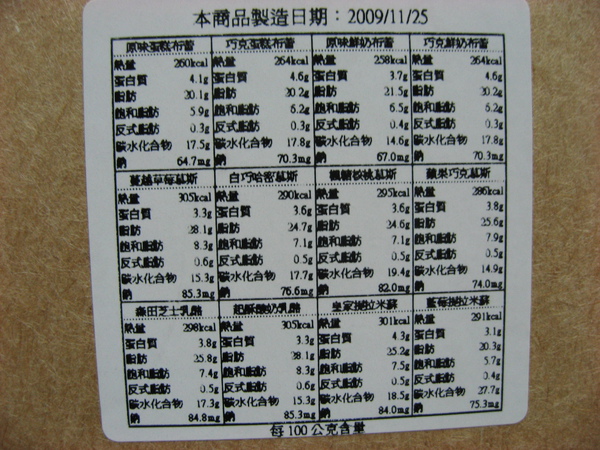 本商品製造日期：2009/11/25
原味蛋糕布蕾 巧克蛋糕布蕾 原味鮮奶布蕾 巧克鮮奶布蕾
熱量 260kcal 熱量 264kcal 熱量 258kcal 熱量 264kcal
蛋白質 4.1g 蛋白質 4.6g 蛋白質 3.7g 蛋白質 4.6g
脂肪 20.1g 脂肪 20.2g 脂肪 21.5g 脂肪 20.2g
飽和脂肪 5.9g 飽和脂肪 6.2g 飽和脂肪 6.5g 飽和脂肪 6.2g
反式脂肪 0.3g 反式脂肪 0.3g 反式脂肪 0.4g 反式脂肪 0.3g
碳水化合物 17.5g 碳水化合物 17.8g 碳水化合物 14.6g 碳水化合物 17.8g
鈉 64.7mg 鈉 70.3mg 鈉 67.0mg 鈉 70.3mg
蔓越草莓慕斯 白巧哈密慕斯 楓糖核桃慕斯 蘋果巧克慕斯
熱量 305kcal 熱量 290kcal 熱量 295kcal 熱量 286kcal
蛋白質 3.3g 蛋白質 3.6g 蛋白質 3.6g 蛋白質 3.8g
脂肪 28.1g 脂肪 24.7g 脂肪 24.6g 脂肪 25.6g
飽和脂肪 8.3g 飽和脂肪 7.1g 飽和脂肪 7.1g 飽和脂肪 7.9g
反式脂肪 0.6g 反式脂肪 0.5g 反式脂肪 0.5g 反式脂肪 0.5g
碳水化合物 15.3g 碳水化合物 17.7g 碳水化合物 19.4g 碳水化合物 14.9g
鈉 85.3mg 鈉 76.6mg 鈉 82.0mg 鈉 74.0mg
森田芝士乳酪 起酥酸奶乳酪 皇家提拉米蘇 藍莓提拉米蘇
熱量 298kcal 熱量 305kcal 熱量 301kcal 熱量 291kcal
蛋白質 3.8g 蛋白質 3.3g 蛋白質 4.3g 蛋白質 3.1g
脂肪 25.8g 脂肪 28.1g 脂肪 25.2g 脂肪 20.3g
飽和脂肪 7.4g 飽和脂肪 8.3g 飽和脂肪 7.5g 飽和脂肪 5.7g
反式脂肪 0.5g 反式脂肪 0.6g 反式脂肪 0.5g 反式脂肪 0.4g
碳水化合物 17.3g 碳水化合物 15.3g 碳水化合物 18.5g 碳水化合物 27.7g
鈉 84.8mg 鈉 85.3mg 鈉 84.0mg 鈉 75.3mg
每 100 公克含量